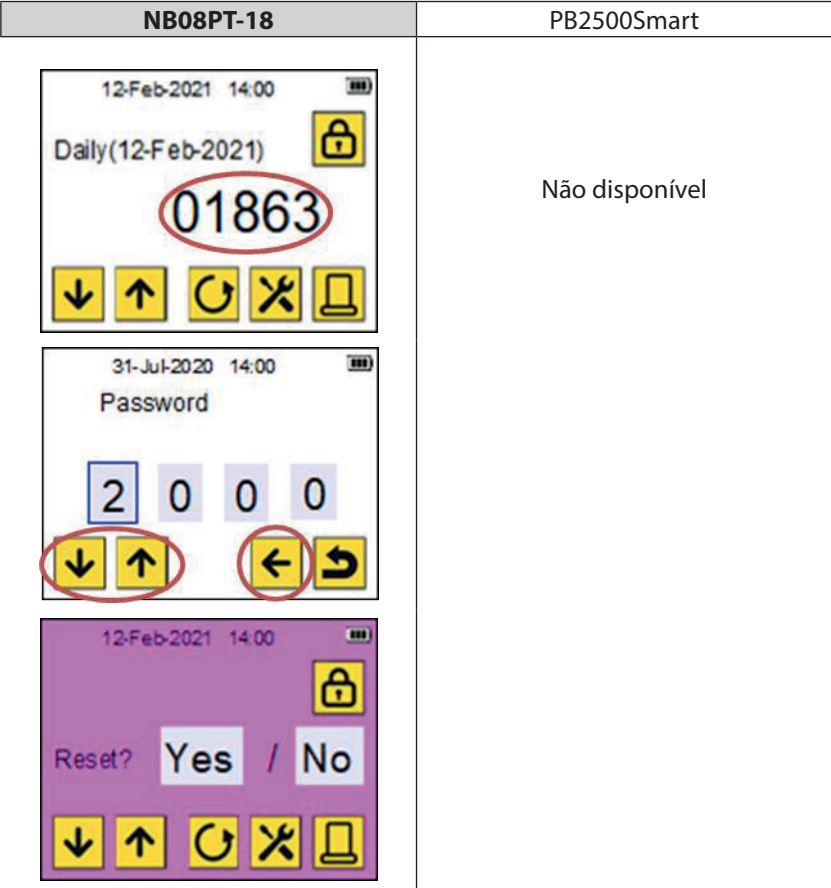 NB08PT-18
PB2500Smart
12-Feb-2021 14:00
Daily(12-Feb-2021)
01863
Não disponível
31-Jul-2020 14:00
Password
2 0 0 0
12-Feb-2021 14:00
Reset? Yes / No